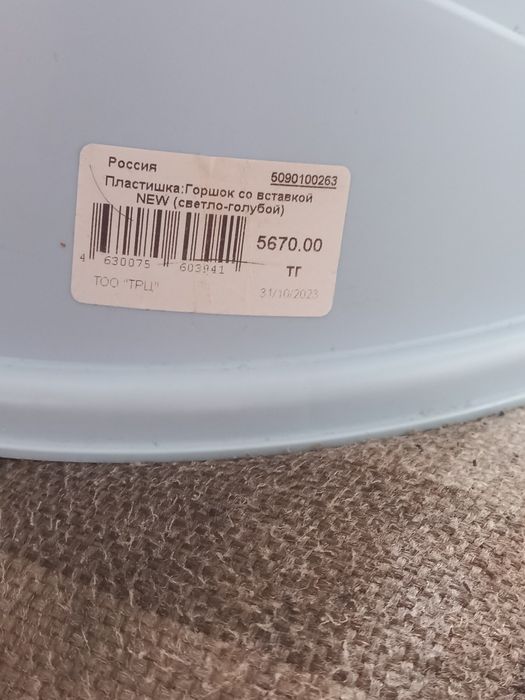 Россия 5090100263
Пластишка:Горшок со вставкой
NEW (светло-голубой)
5670.00
тг
4 630075 603941
ТОО "ТРЦ" 31/10/2023